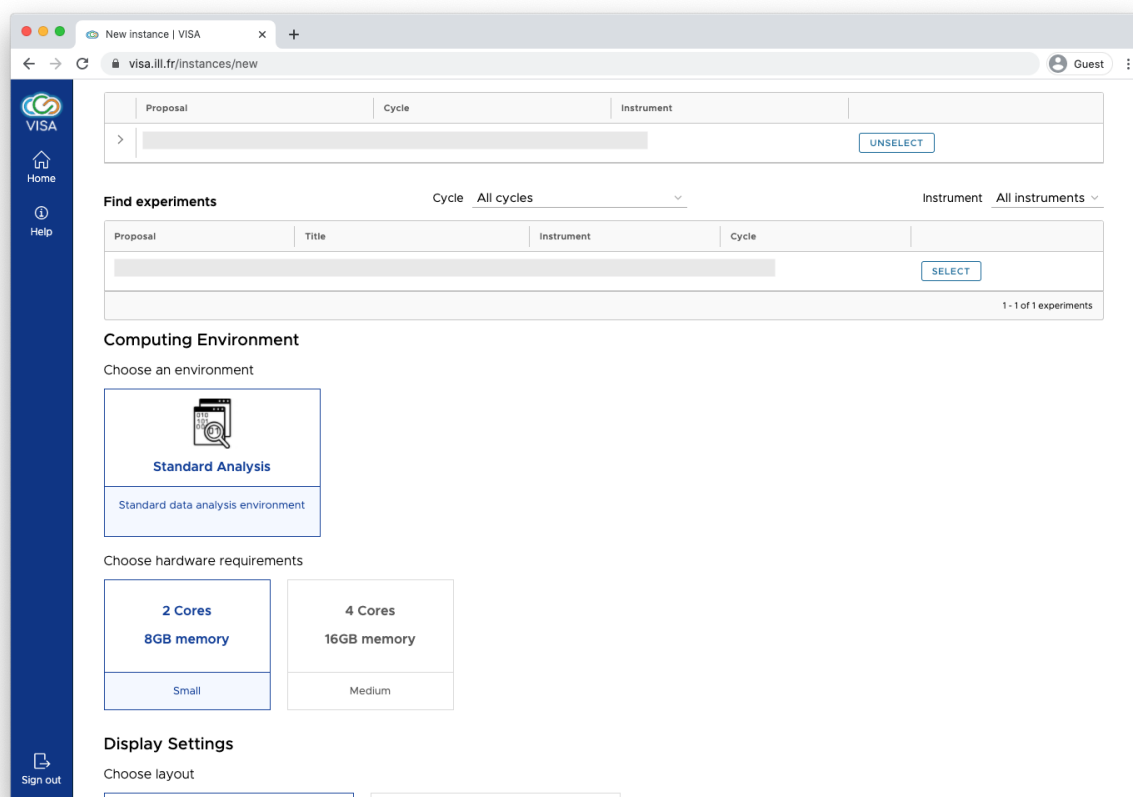 New instance | VISA
visa.ill.fr/instances/new
Guest
VISA
Home
Help
Sign out
Proposal Cycle Instrument
UNSELECT
Find experiments Cycle All cycles Instrument All instruments
Proposal Title Instrument Cycle
SELECT
1 - 1 of 1 experiments
Computing Environment
Choose an environment
010
101
Standard Analysis
Standard data analysis environment
Choose hardware requirements
2 Cores
8GB memory
Small
4 Cores
16GB memory
Medium
Display Settings
Choose layout